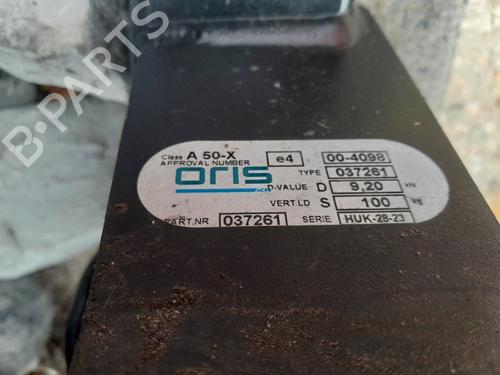 Class A 50-X
APPROVAL NUMBER e4 00-4098
ORIS TYPE 037261
ACPS D-VALUE D 9,20 kN
VERT.LD S 100 KG
PART.NR 037261 SERIE HUK-28-23
B-PARTS